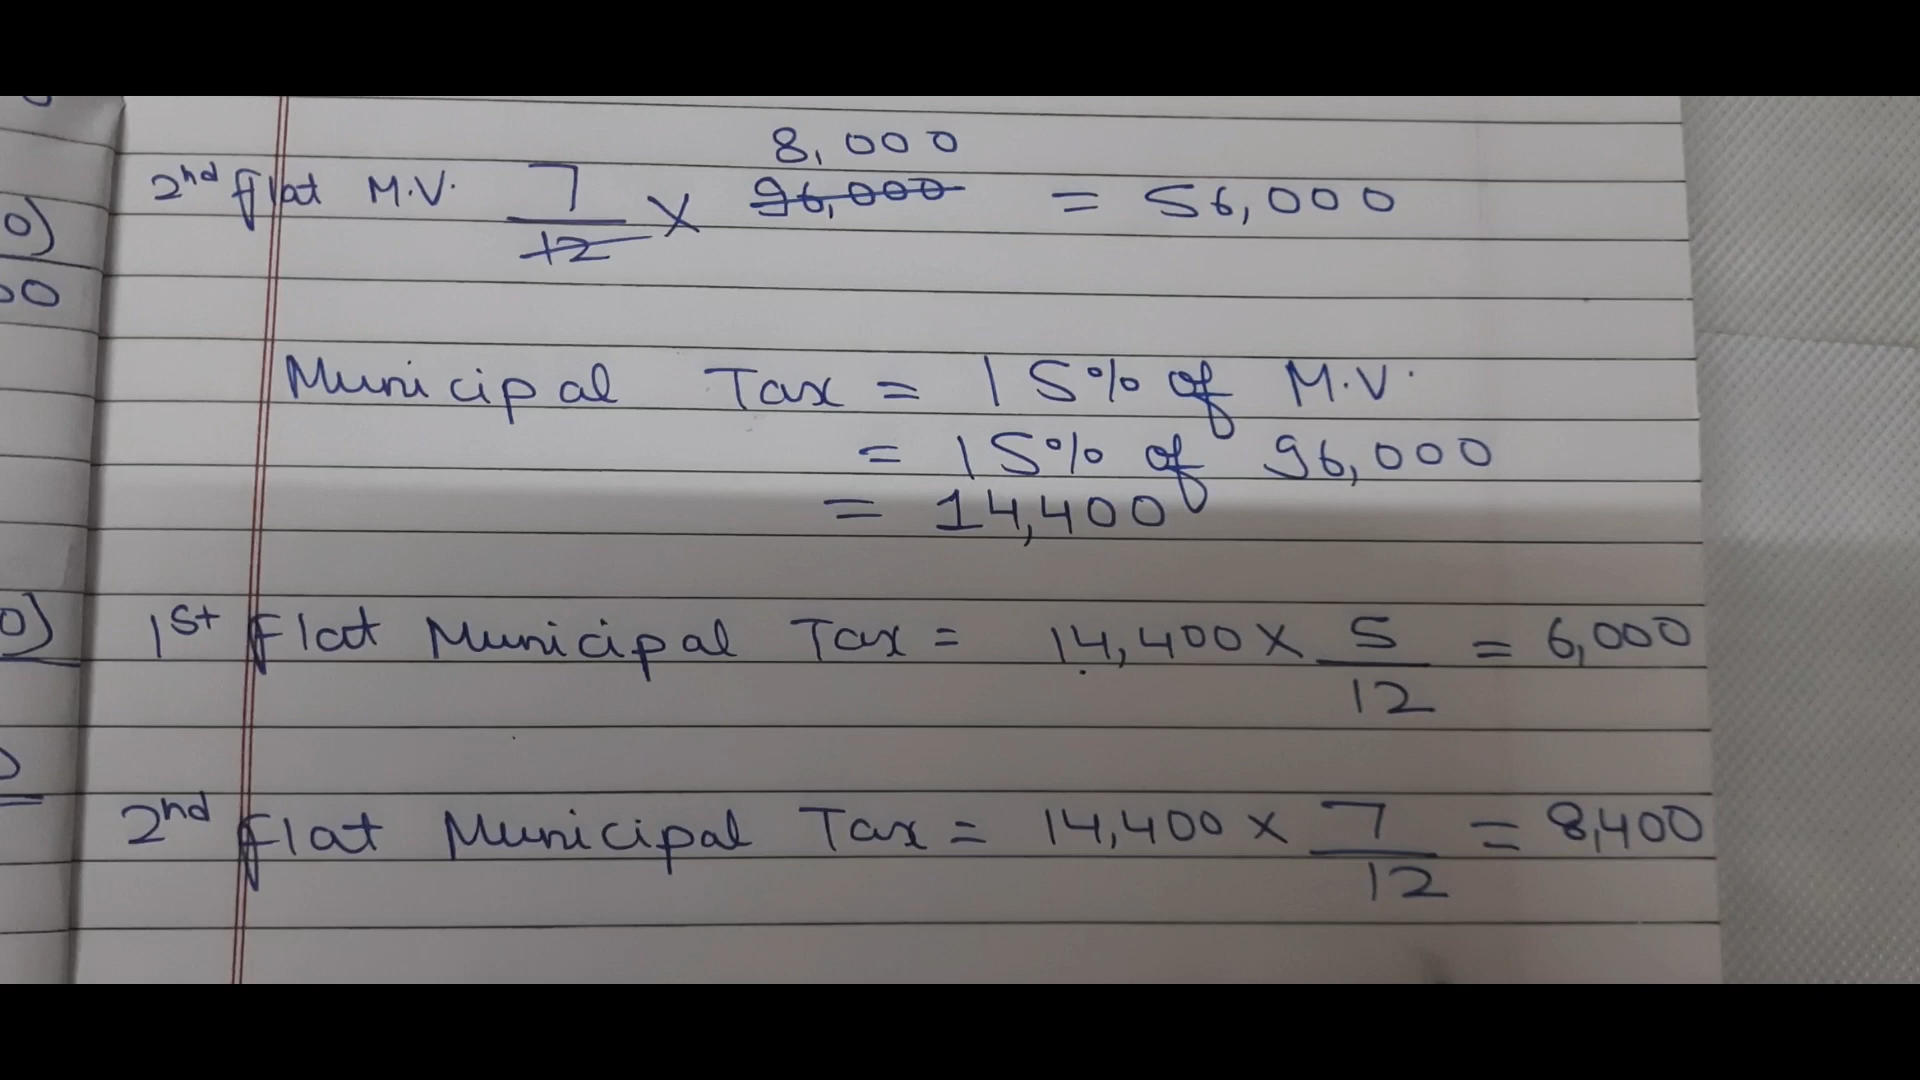 8,000
2nd flat M.V. 7/12 × 96,000 = 56,000
Municipal Tax = 15% of M.V.
= 15% of 96,000
= 14,400
1st Flat Municipal Tax = 14,400 × 5/12 = 6,000
2nd Flat Municipal Tax = 14,400 × 7/12 = 8,400